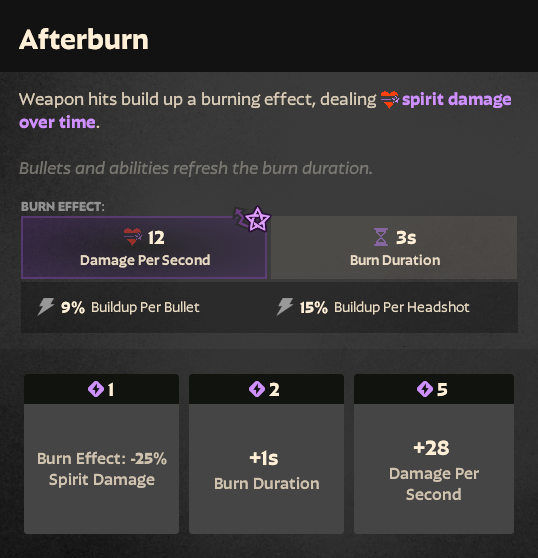 Afterburn
Weapon hits build up a burning effect, dealing spirit damage
over time.
Bullets and abilities refresh the burn duration.
BURN EFFECT:
12
Damage Per Second
3s
Burn Duration
9% Buildup Per Bullet
15% Buildup Per Headshot
1
Burn Effect: -25%
Spirit Damage
2
+1s
Burn Duration
5
+28
Damage Per
Second